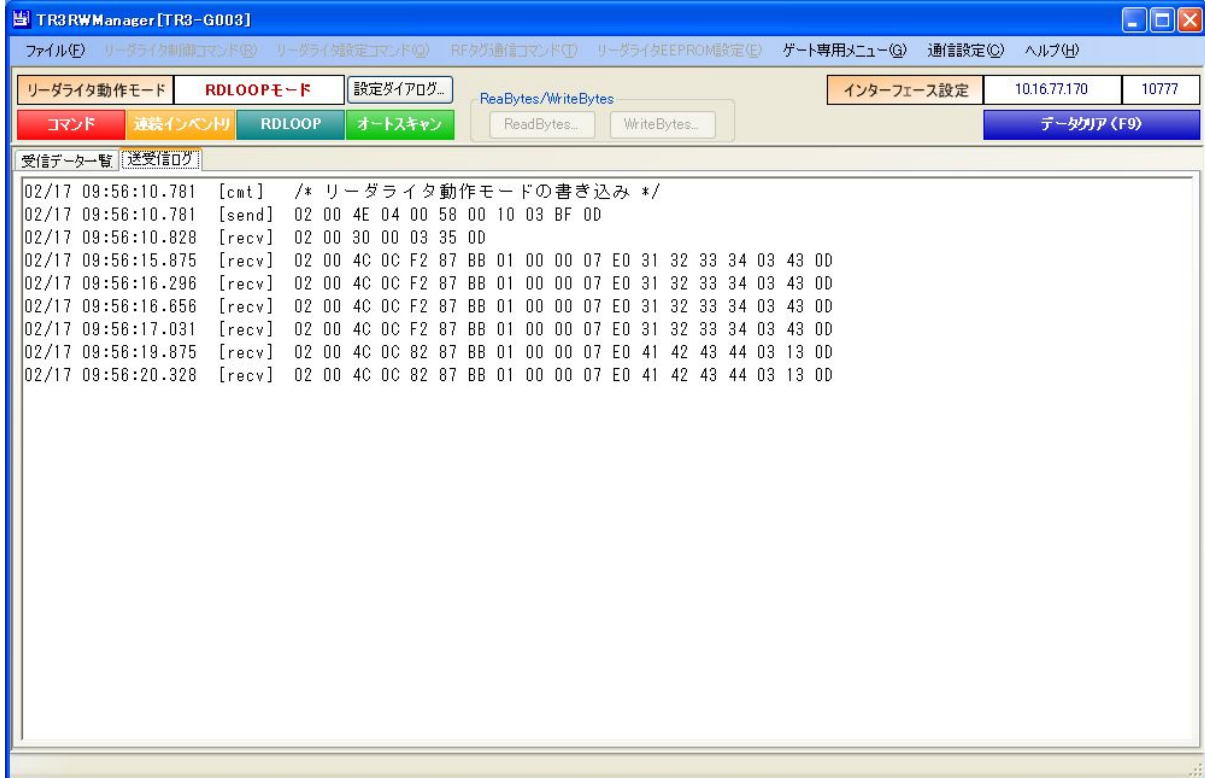 TR3RWManager[TR3-G003]
ファイル(F) リーダライタ制御コマンド(R) リーダライタ設定コマンド(Q) RFタグ通信コマンド(T) リーダライタEEPROM設定(E) ゲート専用メニュー(G) 通信設定(C) ヘルプ(H)
リーダライタ動作モード RDLOOPモード 設定ダイアログ... ReaBytes/WriteBytes インターフェース設定 10.16.77.170 10777
コマンド 連続インベントリ RDLOOP オートスキャン ReadBytes... WriteBytes... データクリア(F9)
受信データ一覧 送受信ログ
02/17 09:56:10.781 [cmt] /* リーダライタ動作モードの書き込み */
02/17 09:56:10.781 [send] 02 00 4E 04 00 58 00 10 03 BF 0D
02/17 09:56:10.828 [recv] 02 00 30 00 03 35 0D
02/17 09:56:15.875 [recv] 02 00 4C 0C F2 87 BB 01 00 00 07 E0 31 32 33 34 03 43 0D
02/17 09:56:16.296 [recv] 02 00 4C 0C F2 87 BB 01 00 00 07 E0 31 32 33 34 03 43 0D
02/17 09:56:16.656 [recv] 02 00 4C 0C F2 87 BB 01 00 00 07 E0 31 32 33 34 03 43 0D
02/17 09:56:17.031 [recv] 02 00 4C 0C F2 87 BB 01 00 00 07 E0 31 32 33 34 03 43 0D
02/17 09:56:19.875 [recv] 02 00 4C 0C 82 87 BB 01 00 00 07 E0 41 42 43 44 03 13 0D
02/17 09:56:20.328 [recv] 02 00 4C 0C 82 87 BB 01 00 00 07 E0 41 42 43 44 03 13 0D